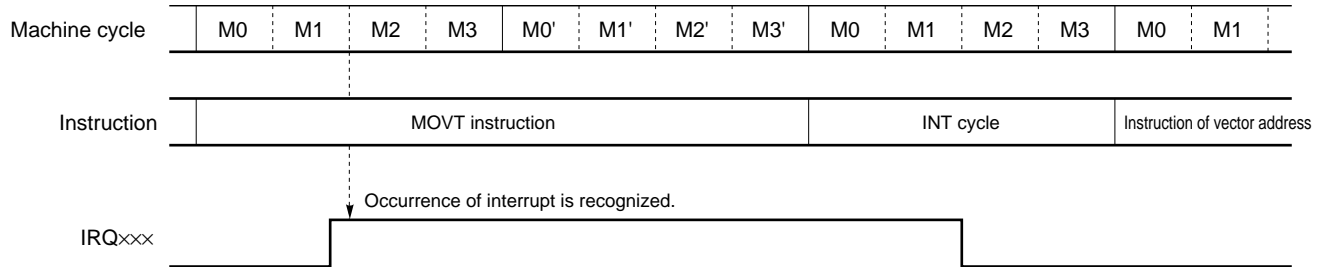 Machine cycle M0 M1 M2 M3 M0' M1' M2' M3' M0 M1 M2 M3 M0 M1
Instruction MOVT instruction INT cycle Instruction of vector address
Occurrence of interrupt is recognized.
IRQ×××